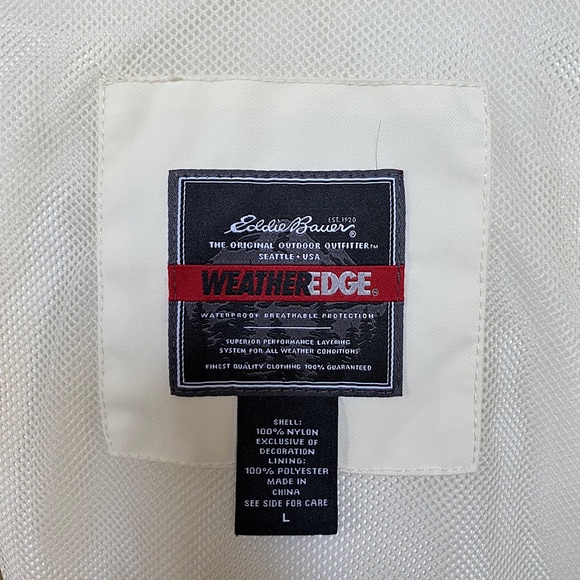 EST. 1920
Eddie Bauer®
THE ORIGINAL OUTDOOR OUTFITTER™
SEATTLE • USA
WEATHEREDGE®
WATERPROOF BREATHABLE PROTECTION
SUPERIOR PERFORMANCE LAYERING
SYSTEM FOR ALL WEATHER CONDITIONS
FINEST QUALITY CLOTHING 100% GUARANTEED
SHELL:
100% NYLON
EXCLUSIVE OF
DECORATION
LINING:
100% POLYESTER
MADE IN
CHINA
SEE SIDE FOR CARE
L